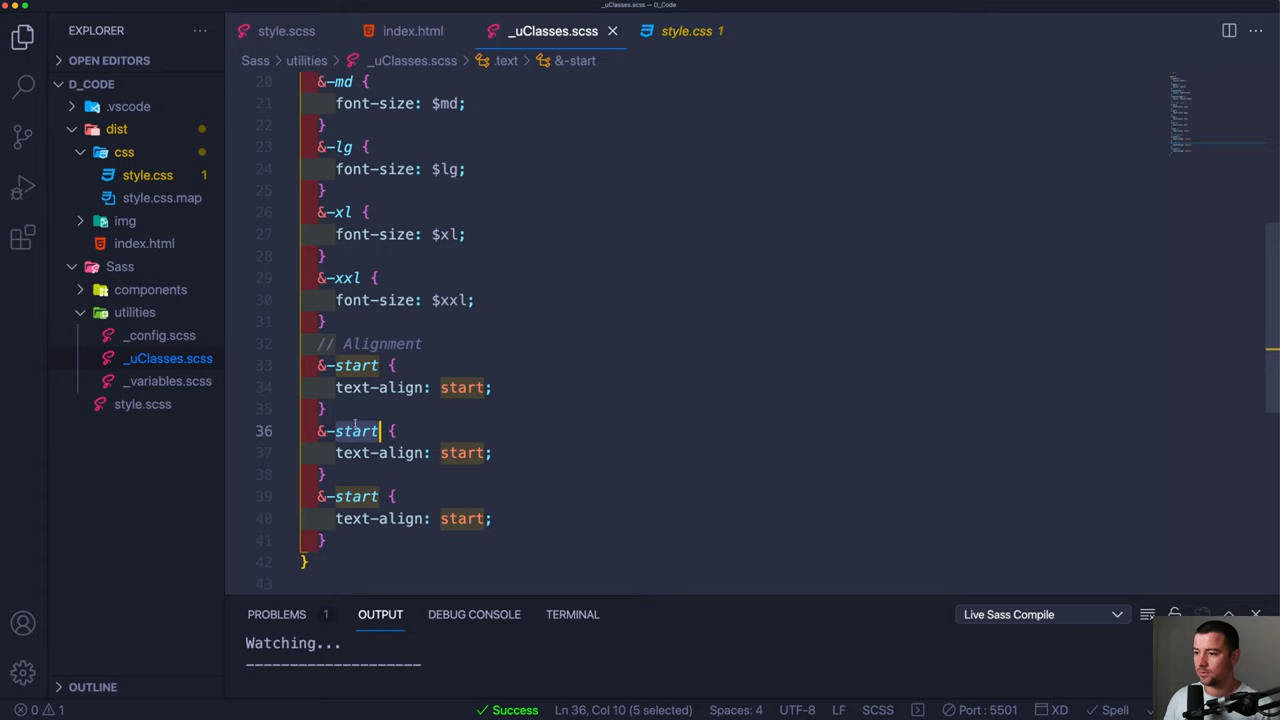 _uClasses.scss — D_Code
EXPLORER
style.scss
index.html
_uClasses.scss
style.css 1
OPEN EDITORS
Sass > utilities > _uClasses.scss > .text > &-start
D_CODE
.vscode
dist
css
style.css 1
style.css.map
img
index.html
Sass
components
utilities
_config.scss
_uClasses.scss
_variables.scss
style.scss
OUTLINE
20 &-md {
21 font-size: $md;
22 }
23 &-lg {
24 font-size: $lg;
25 }
26 &-xl {
27 font-size: $xl;
28 }
29 &-xxl {
30 font-size: $xxl;
31 }
32 // Alignment
33 &-start {
34 text-align: start;
35 }
36 &-start {
37 text-align: start;
38 }
39 &-start {
40 text-align: start;
41 }
42 }
43
PROBLEMS 1 OUTPUT DEBUG CONSOLE TERMINAL
Live Sass Compile
Watching...
--------------------
0 1
Success
Ln 36, Col 10 (5 selected)
Spaces: 4
UTF-8
LF
SCSS
Port : 5501
XD
Spell